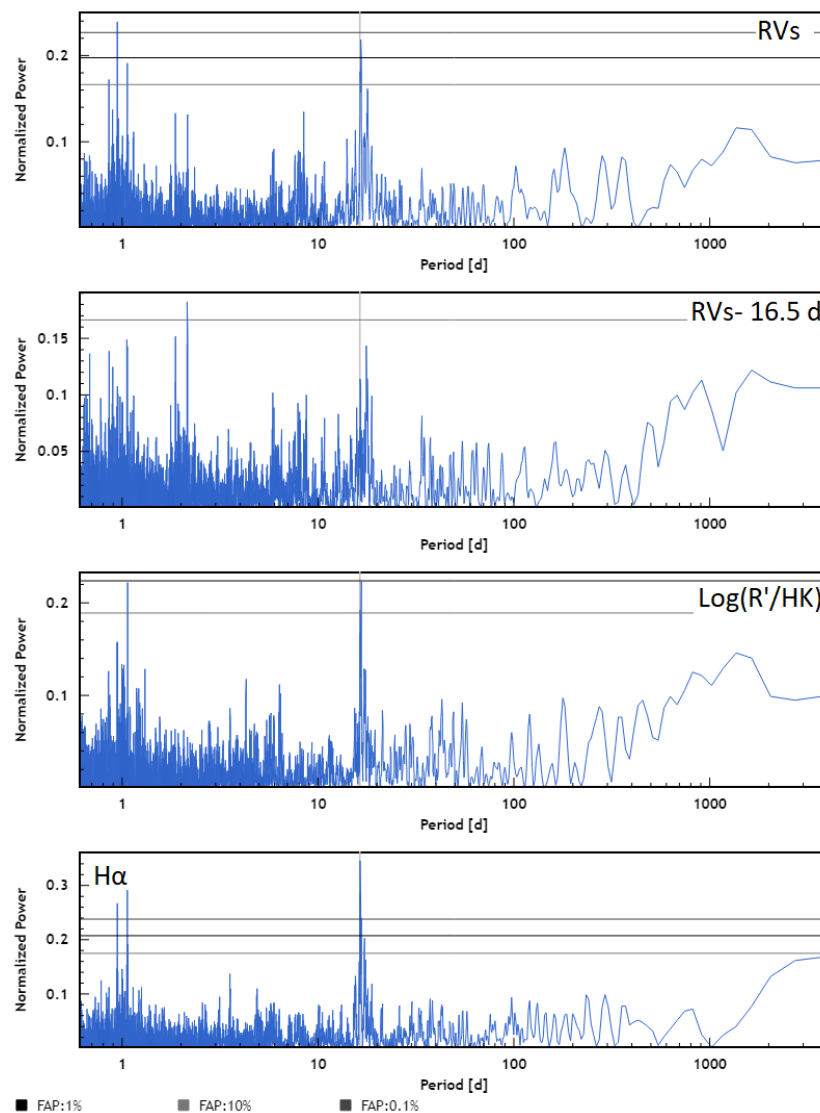 RVs
Normalized Power
0.2
0.1
1 10 100 1000
Period [d]
RVs- 16.5 d
Normalized Power
0.15
0.1
0.05
1 10 100 1000
Period [d]
Log(R'/HK)
Normalized Power
0.2
0.1
1 10 100 1000
Period [d]
Hα
Normalized Power
0.3
0.2
0.1
1 10 100 1000
Period [d]
FAP:1% FAP:10% FAP:0.1%